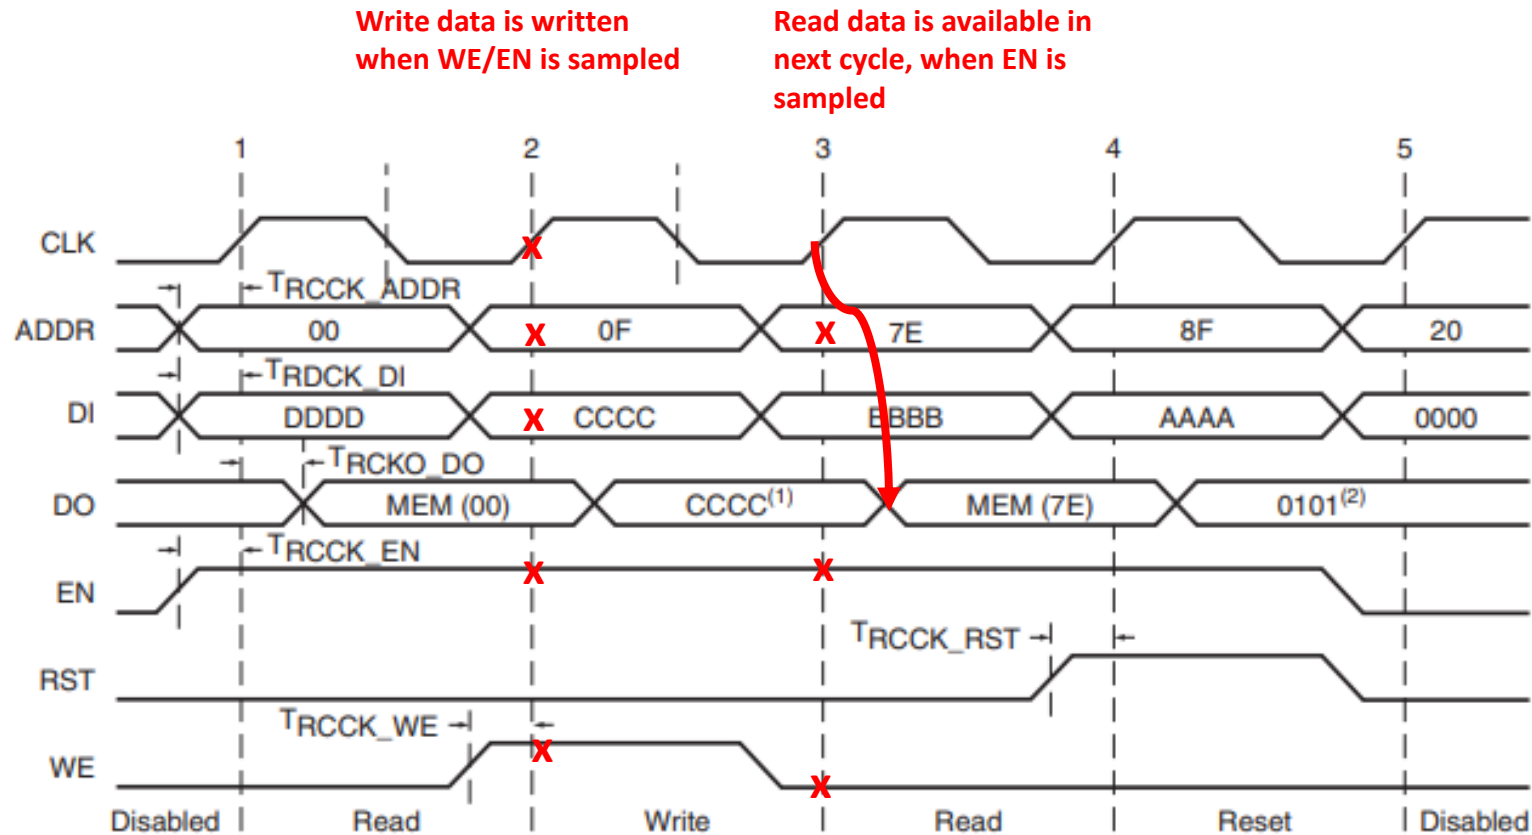 Write data is written
when WE/EN is sampled
Read data is available in
next cycle, when EN is
sampled
1 2 3 4 5
CLK X
TRCCK_ADDR
ADDR 00 X 0F X 7E 8F 20
TRDCK_DI
DI DDDD X CCCC BBBB AAAA 0000
TRCKO_DO
DO MEM (00) CCCC(1) MEM (7E) 0101(2)
TRCCK_EN
EN X X
TRCCK_RST
RST
TRCCK_WE
WE X X
Disabled Read Write Read Reset Disabled